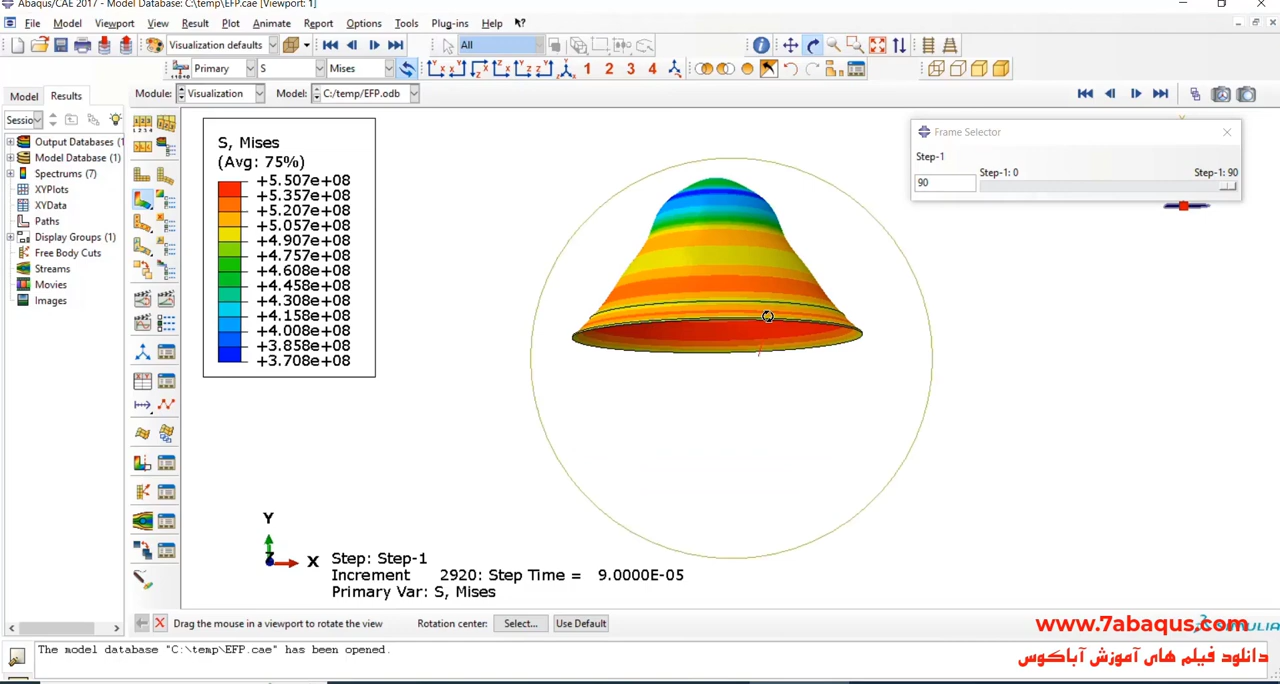 Abaqus/CAE 2017 - Model Database: C:\temp\EFP.cae [Viewport: 1]
File Model Viewport View Result Plot Animate Report Options Tools Plug-ins Help
Visualization defaults All
Primary S Mises 1 2 3 4
Model Results Module: Visualization Model: C:/temp/EFP.odb
Sessio
Output Databases (1
Model Database (1)
Spectrums (7)
XYPlots
XYData
Paths
Display Groups (1)
Free Body Cuts
Streams
Movies
Images
S, Mises
(Avg: 75%)
+5.507e+08
+5.357e+08
+5.207e+08
+5.057e+08
+4.907e+08
+4.757e+08
+4.608e+08
+4.458e+08
+4.308e+08
+4.158e+08
+4.008e+08
+3.858e+08
+3.708e+08
Frame Selector
Step-1
Step-1: 0 Step-1: 90
90
Y
Z X
Step: Step-1
Increment 2920: Step Time = 9.0000E-05
Primary Var: S, Mises
Drag the mouse in a viewport to rotate the view Rotation center: Select... Use Default
The model database "C:\temp\EFP.cae" has been opened.
www.7abaqus.com
SIMULIA
دانلود فیلم های آموزش آباکوس